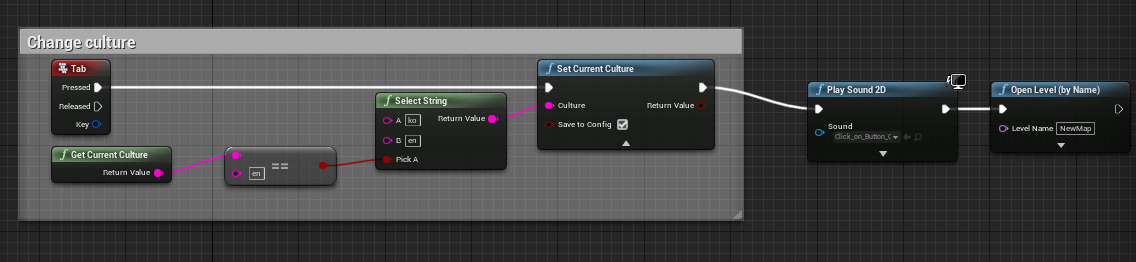 Change culture
Tab
Pressed
Released
Key
Get Current Culture
Return Value
en
==
Select String
A ko
Return Value
B en
Pick A
Set Current Culture
Culture
Return Value
Save to Config
Play Sound 2D
Sound
Click_on_Button_C
Open Level (by Name)
Level Name NewMap